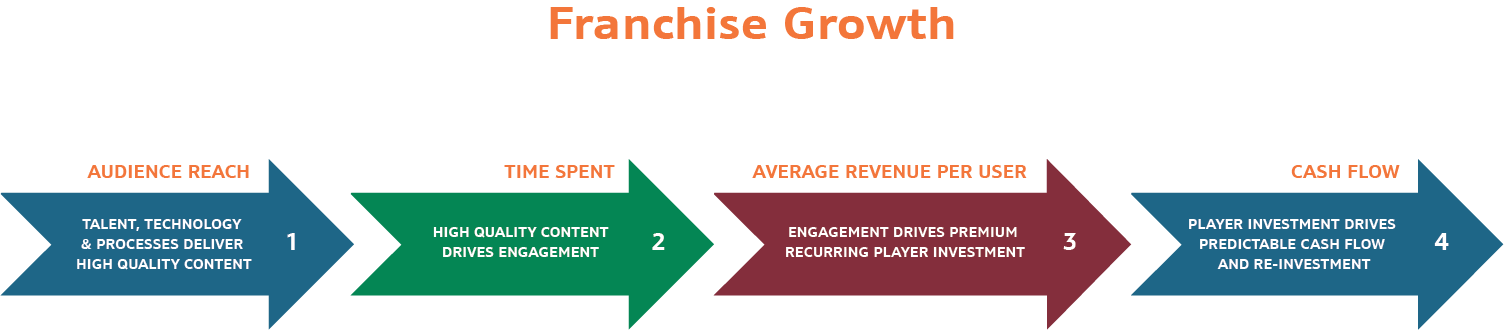 Franchise Growth
AUDIENCE REACH
TALENT, TECHNOLOGY
& PROCESSES DELIVER
HIGH QUALITY CONTENT
1
TIME SPENT
HIGH QUALITY CONTENT
DRIVES ENGAGEMENT
2
AVERAGE REVENUE PER USER
ENGAGEMENT DRIVES PREMIUM
RECURRING PLAYER INVESTMENT
3
CASH FLOW
PLAYER INVESTMENT DRIVES
PREDICTABLE CASH FLOW
AND RE-INVESTMENT
4